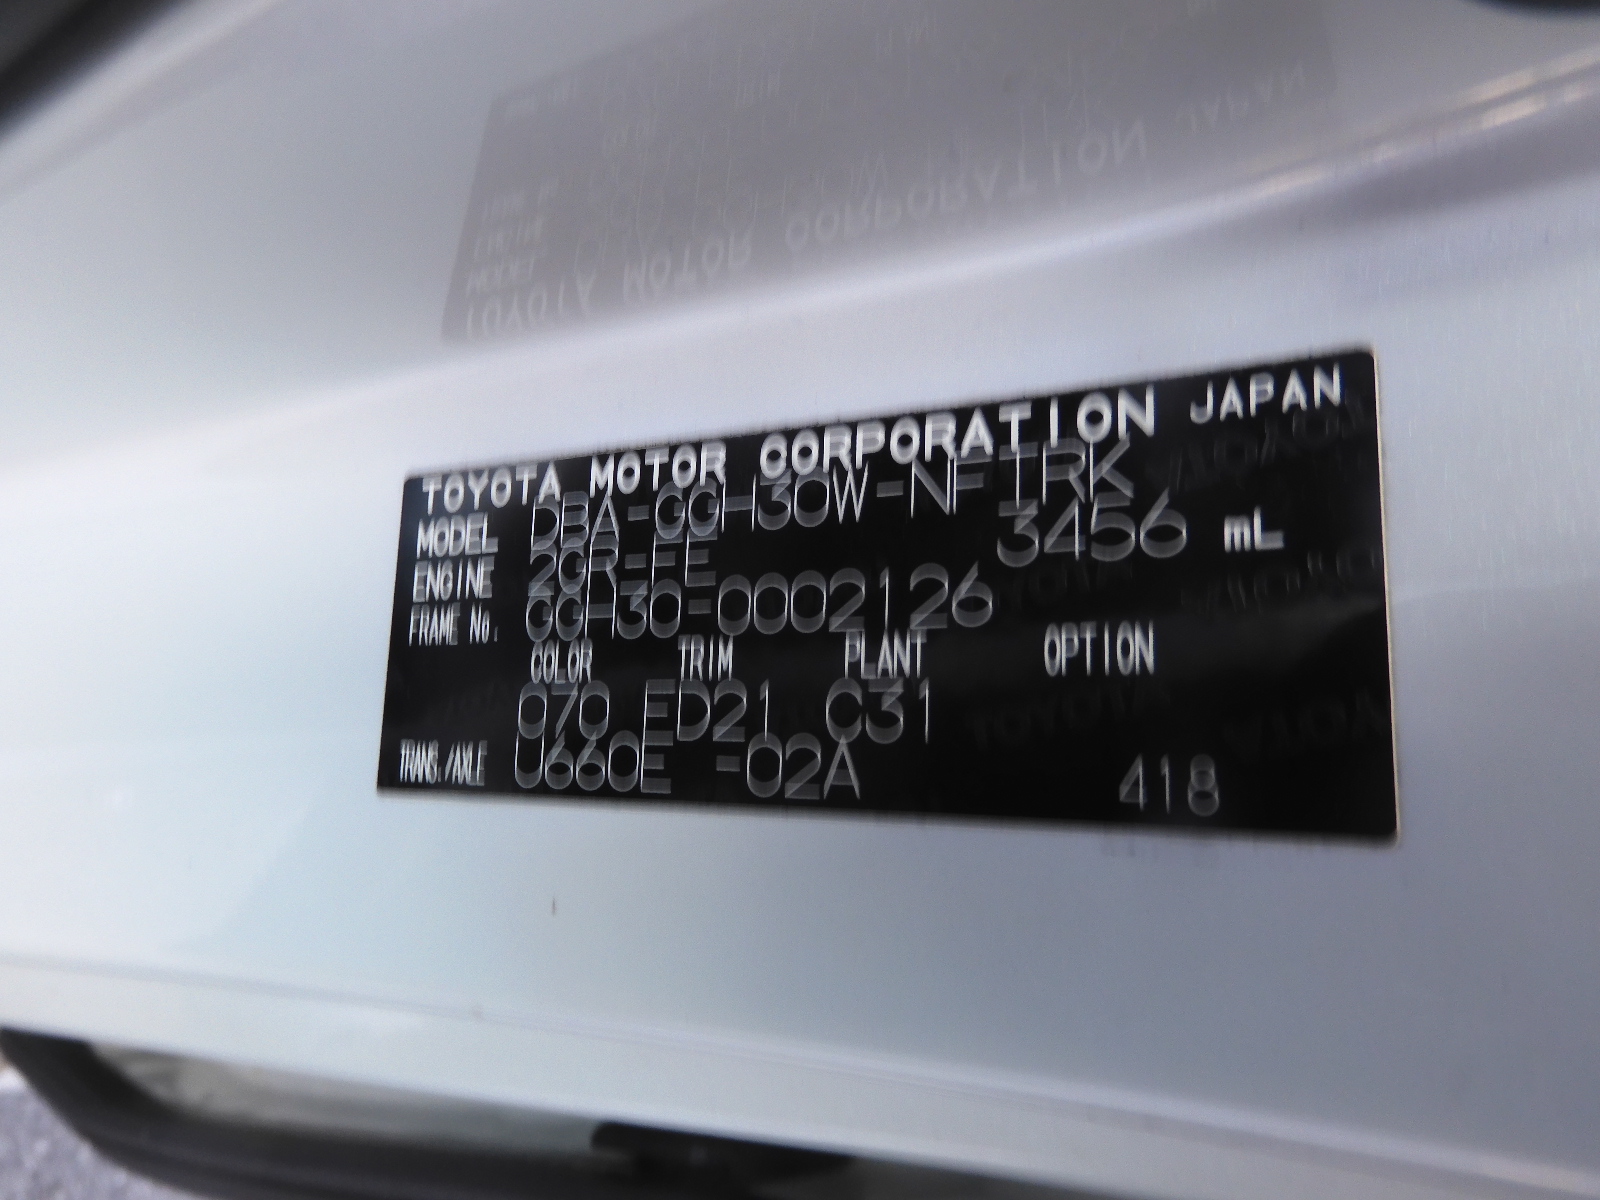 TOYOTA MOTOR CORPORATION JAPAN
MODEL DBA-GGH30W-NFTRK
ENGINE 2GR-FE 3456 mL
FRAME No. GGH30-0002126
COLOR TRIM PLANT OPTION
070 ED21 C31
TRANS./AXLE U660E -02A 418